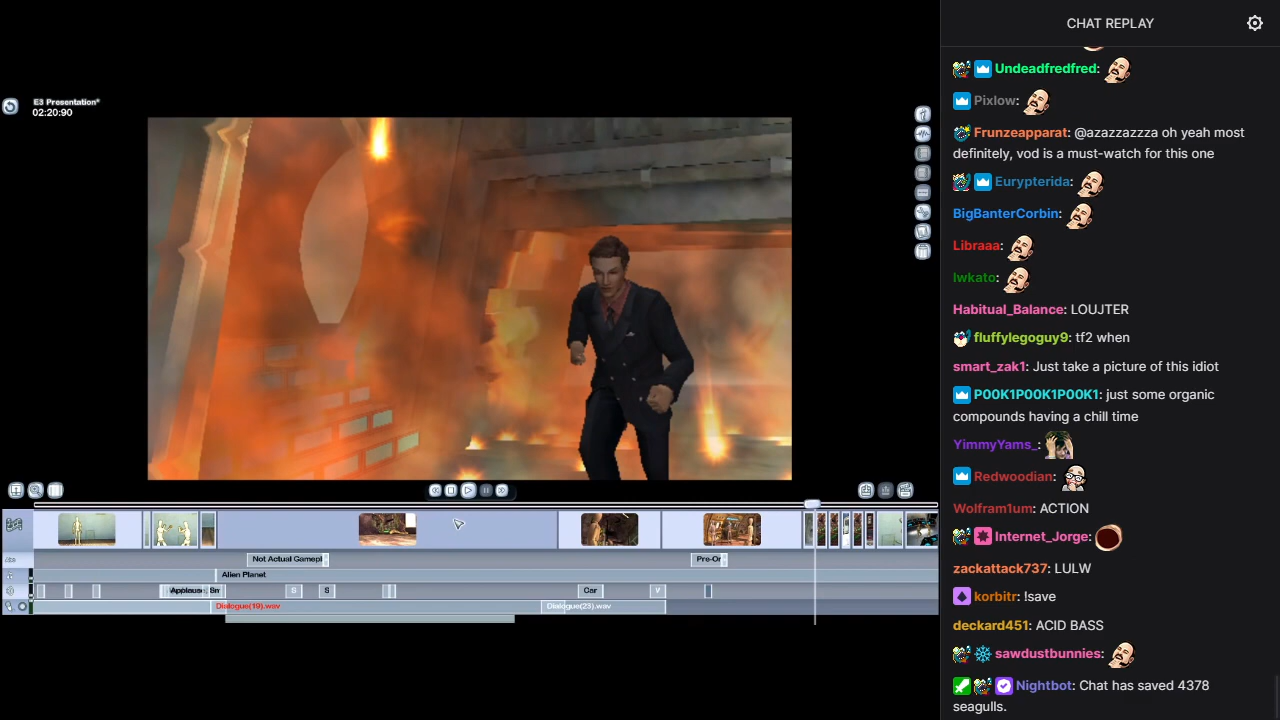 E3 Presentation*
02:20:90
Not Actual Gamepl
Pre-Or
Alien Planet
Applause
S
S
Car
V
Dialogue(19).wav
Dialogue(23).wav
CHAT REPLAY
Undeadfredfred:
Pixlow:
Frunzeapparat: @azazzazzza oh yeah most
definitely, vod is a must-watch for this one
Eurypterida:
BigBanterCorbin:
Libraaa:
lwkato:
Habitual_Balance: LOUJTER
fluffylegoguy9: tf2 when
smart_zak1: Just take a picture of this idiot
P00K1P00K1P00K1: just some organic
compounds having a chill time
YimmyYams_:
Redwoodian:
Wolfram1um: ACTION
Internet_Jorge:
zackattack737: LULW
korbitr: !save
deckard451: ACID BASS
sawdustbunnies:
Nightbot: Chat has saved 4378
seagulls.